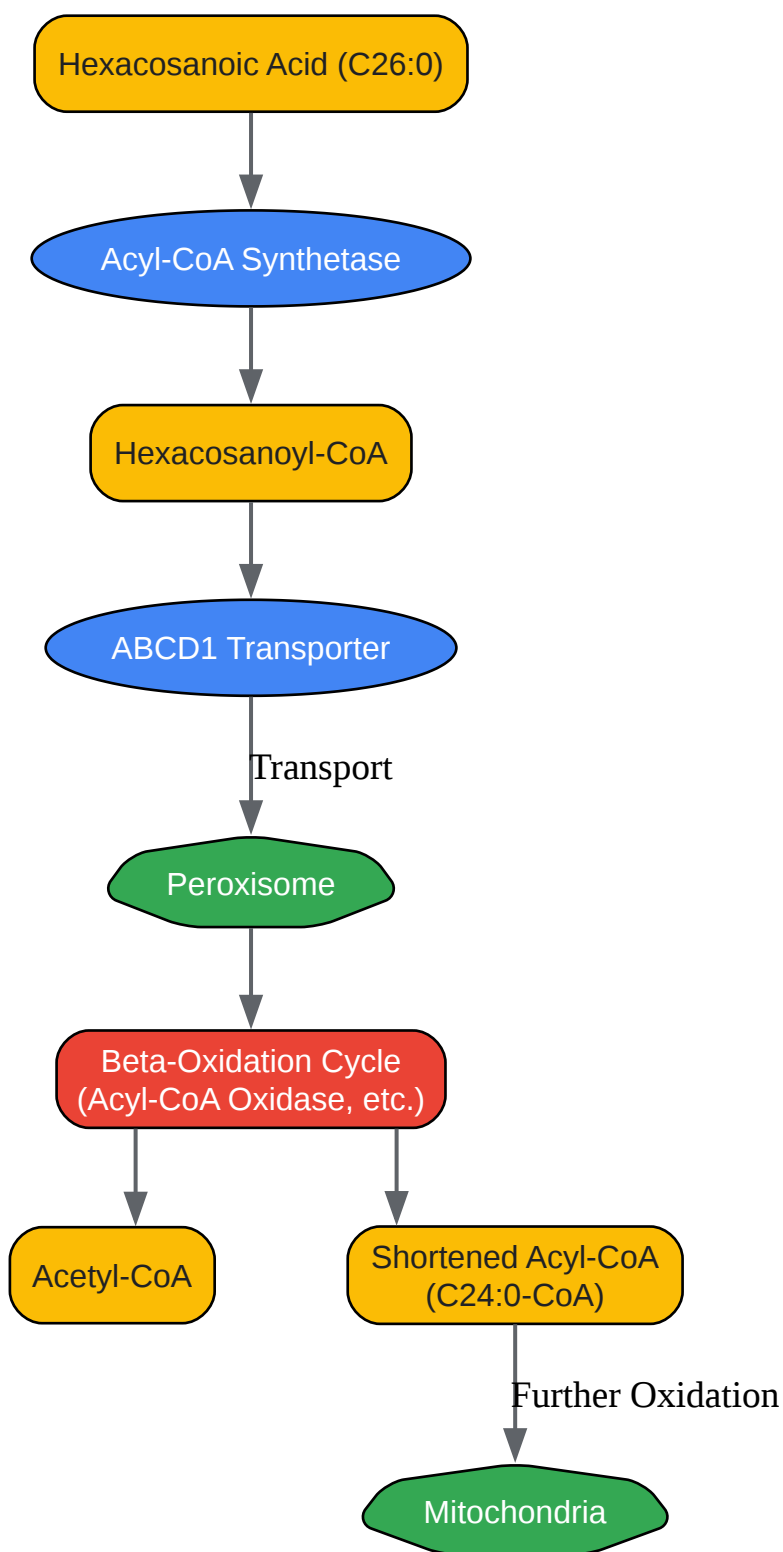 Hexacosanoic Acid (C26:0)
Acyl-CoA Synthetase
Hexacosanoyl-CoA
ABCD1 Transporter
Transport
Peroxisome
Beta-Oxidation Cycle
(Acyl-CoA Oxidase, etc.)
Acetyl-CoA
Shortened Acyl-CoA
(C24:0-CoA)
Further Oxidation
Mitochondria